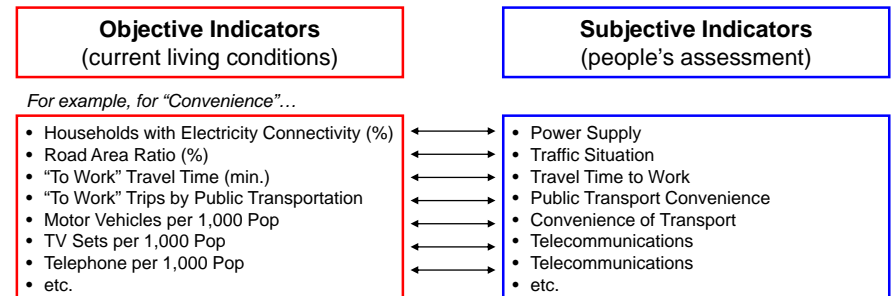 Objective Indicators
(current living conditions)
Subjective Indicators
(people's assessment)
For example, for “Convenience”…
• Households with Electricity Connectivity (%)
• Road Area Ratio (%)
• “To Work” Travel Time (min.)
• “To Work” Trips by Public Transportation
• Motor Vehicles per 1,000 Pop
• TV Sets per 1,000 Pop
• Telephone per 1,000 Pop
• etc.
• Power Supply
• Traffic Situation
• Travel Time to Work
• Public Transport Convenience
• Convenience of Transport
• Telecommunications
• Telecommunications
• etc.